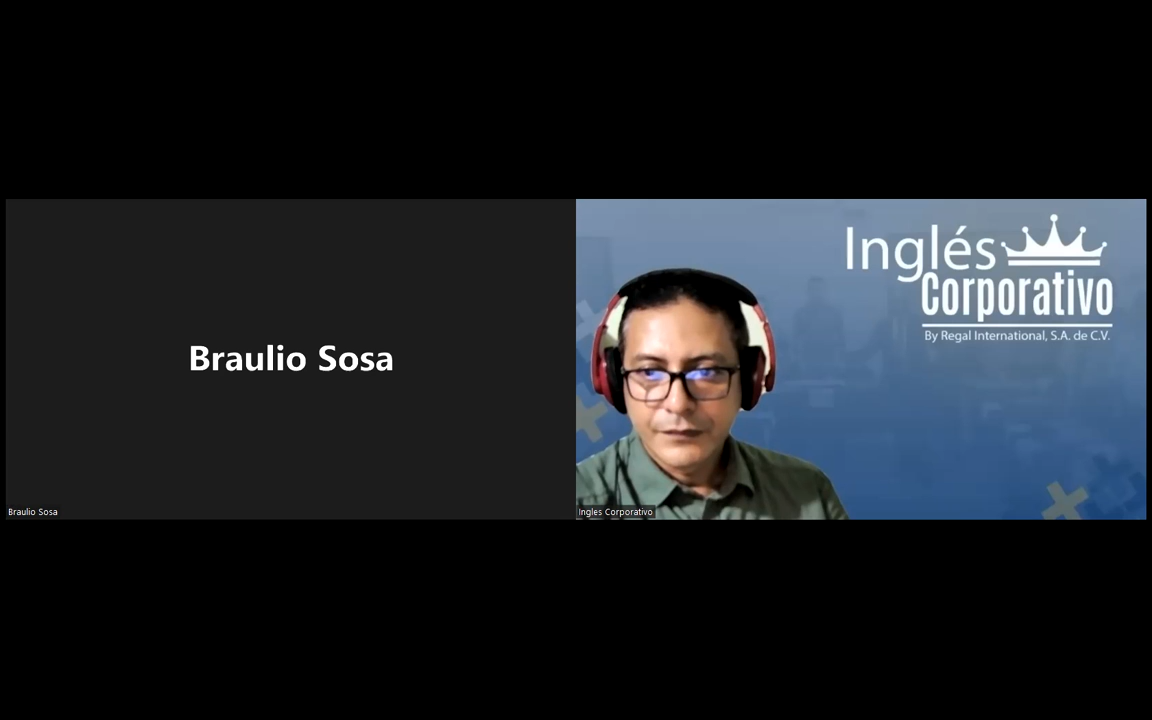 Braulio Sosa
Braulio Sosa
Inglés
Corporativo
By Regal International, S.A. de C.V.
Ingles Corporativo